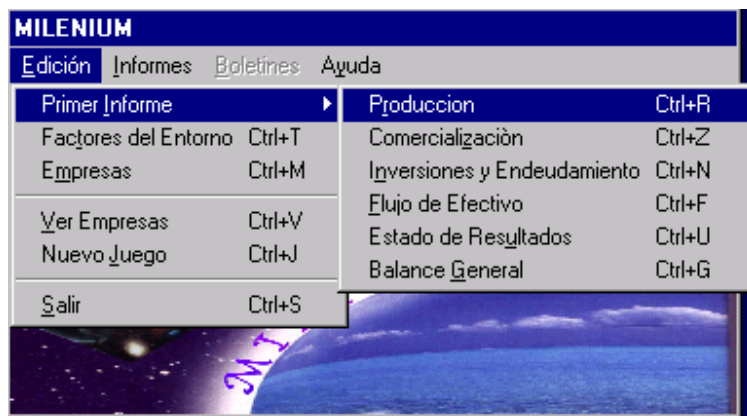 MILENIUM
Edición Informes Boletines Ayuda
Primer Informe
Factores del Entorno Ctrl+T
Empresas Ctrl+M
Ver Empresas Ctrl+V
Nuevo Juego Ctrl+J
Salir Ctrl+S
Produccion Ctrl+R
Comercializaciòn Ctrl+Z
Inversiones y Endeudamiento Ctrl+N
Flujo de Efectivo Ctrl+F
Estado de Resultados Ctrl+U
Balance General Ctrl+G
M I